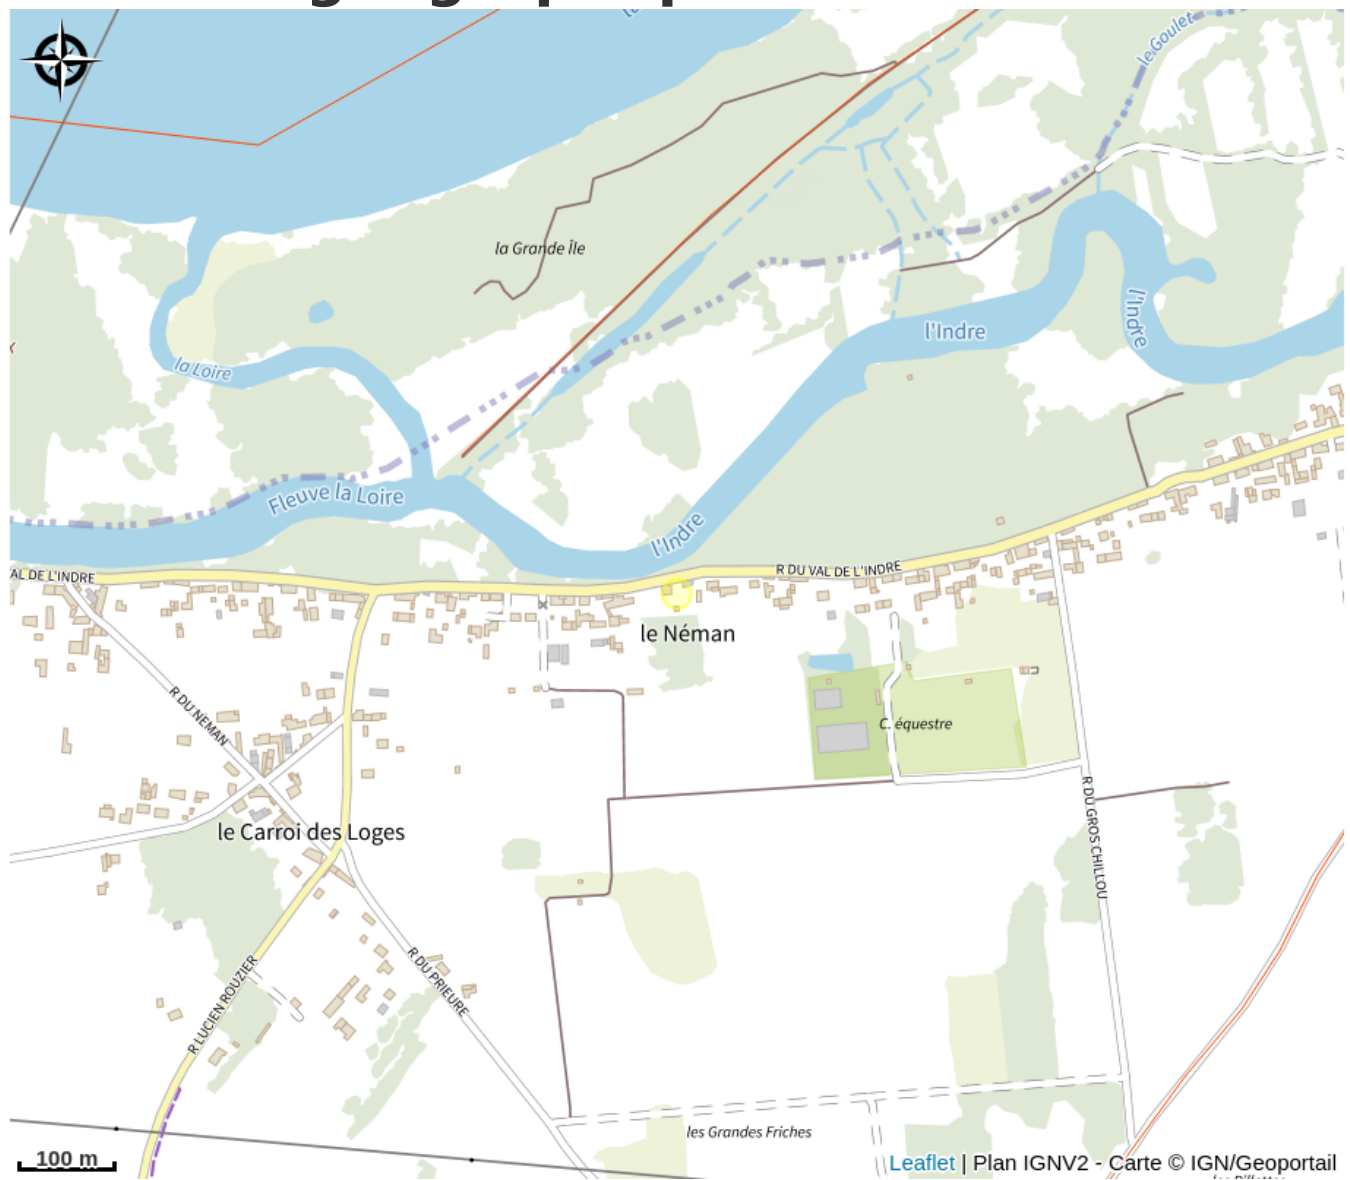 le Goulet
la Grande Île
l'Indre
l'Indre
la Loire
Fleuve la Loire
l'Indre
AL DE L'INDRE
R DU VAL DE L'INDRE
le Néman
R DU NEMAN
C. équestre
R DU GROS CHILLOU
le Carroi des Loges
R LUCIEN ROUZIER
R DU PRIEURE
les Grandes Friches
100 m
Leaflet | Plan IGNV2 - Carte © IGN/Geoportail